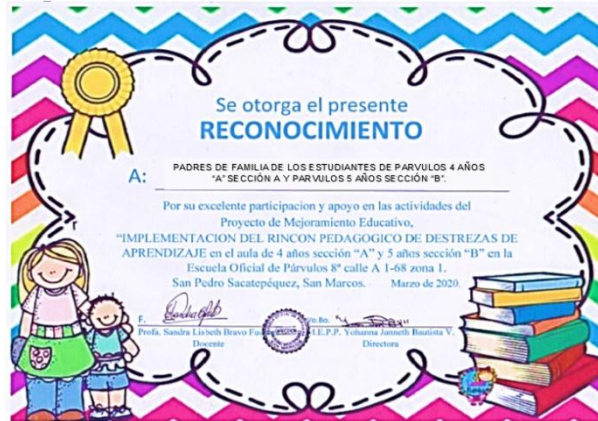 Se otorga el presente
RECONOCIMIENTO
A: PADRES DE FAMILIA DE LOS ESTUDIANTES DE PARVULOS 4 AÑOS
"A" SECCIÓN A Y PARVULOS 5 AÑOS SECCIÓN "B".
Por su excelente participacion y apoyo en las actividades del
Proyecto de Mejoramiento Educativo,
"IMPLEMENTACION DEL RINCON PEDAGOGICO DE DESTREZAS DE
APRENDIZAJE en el aula de 4 años sección "A" y 5 años sección "B" en la
Escuela Oficial de Párvulos 8ª calle A 1-68 zona 1.
San Pedro Sacatepéquez, San Marcos. Marzo de 2020.
F. Vo.Bo.
Profa. Sandra Lisbeth Bravo L.E.P.P. Yohanna Janneth Bautista V.
Docente Directora